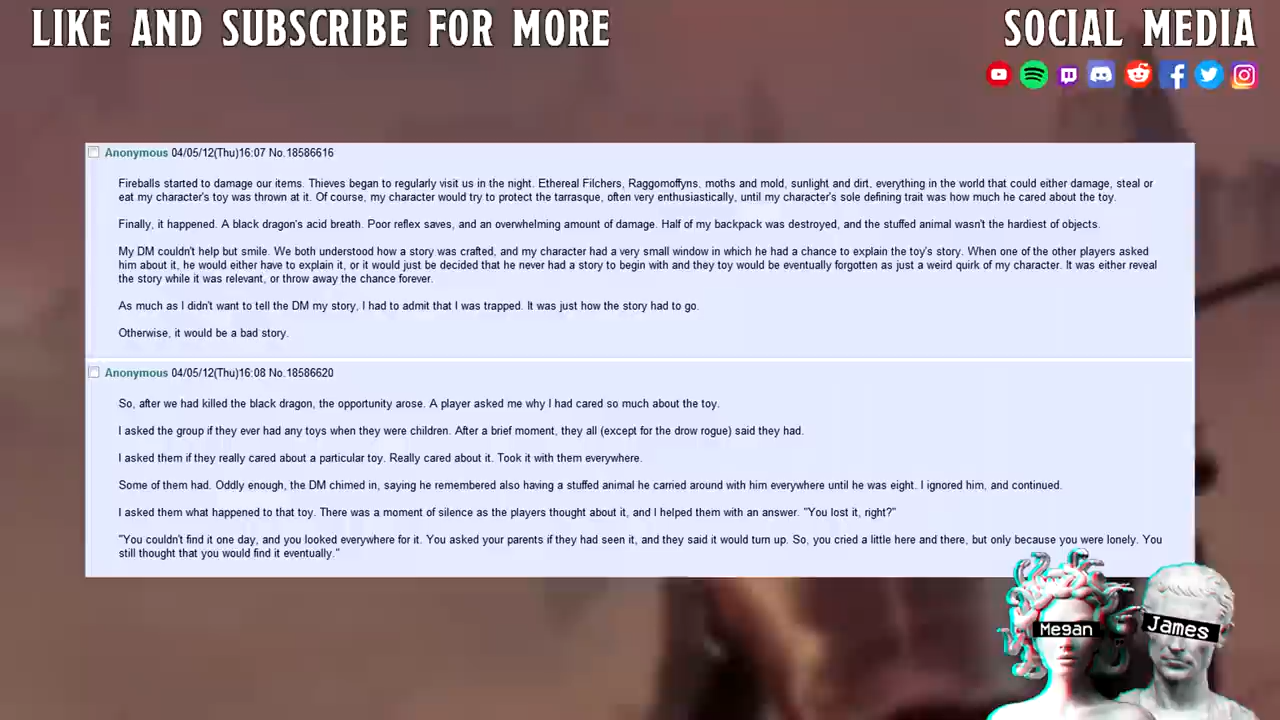 LIKE AND SUBSCRIBE FOR MORE
SOCIAL MEDIA
Anonymous 04/05/12(Thu)16:07 No.18586616
Fireballs started to damage our items. Thieves began to regularly visit us in the night. Ethereal Filchers, Raggomoffyns, moths and mold, sunlight and dirt, everything in the world that could either damage, steal or
eat my character's toy was thrown at it. Of course, my character would try to protect the tarrasque, often very enthusiastically, until my character's sole defining trait was how much he cared about the toy.
Finally, it happened. A black dragon's acid breath. Poor reflex saves, and an overwhelming amount of damage. Half of my backpack was destroyed, and the stuffed animal wasn't the hardiest of objects.
My DM couldn't help but smile. We both understood how a story was crafted, and my character had a very small window in which he had a chance to explain the toy's story. When one of the other players asked
him about it, he would either have to explain it, or it would just be decided that he never had a story to begin with and they toy would be eventually forgotten as just a weird quirk of my character. It was either reveal
the story while it was relevant, or throw away the chance forever.
As much as I didn't want to tell the DM my story, I had to admit that I was trapped. It was just how the story had to go.
Otherwise, it would be a bad story.
Anonymous 04/05/12(Thu)16:08 No.18586620
So, after we had killed the black dragon, the opportunity arose. A player asked me why I had cared so much about the toy.
I asked the group if they ever had any toys when they were children. After a brief moment, they all (except for the drow rogue) said they had.
I asked them if they really cared about a particular toy. Really cared about it. Took it with them everywhere.
Some of them had. Oddly enough, the DM chimed in, saying he remembered also having a stuffed animal he carried around with him everywhere until he was eight. I ignored him, and continued.
I asked them what happened to that toy. There was a moment of silence as the players thought about it, and I helped them with an answer. "You lost it, right?"
"You couldn't find it one day, and you looked everywhere for it. You asked your parents if they had seen it, and they said it would turn up. So, you cried a little here and there, but only because you were lonely. You
still thought that you would find it eventually."
Megan
James